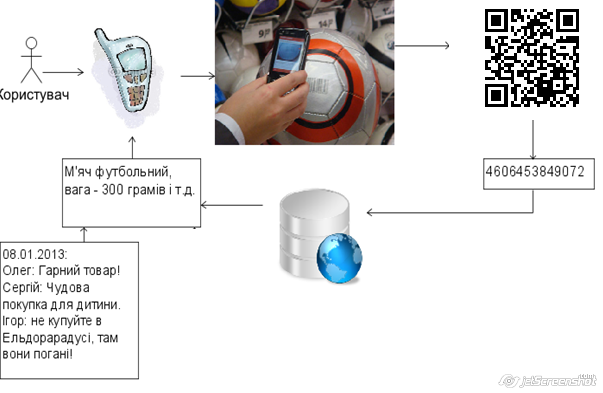 Користувач
4606453849072
М'яч футбольний,
вага - 300 грамів і т.д.
08.01.2013:
Олег: Гарний товар!
Сергій: Чудова
покупка для дитини.
Ігор: не купуйте в
Ельдорарадусі, там
вони погані!
jetScreenshot